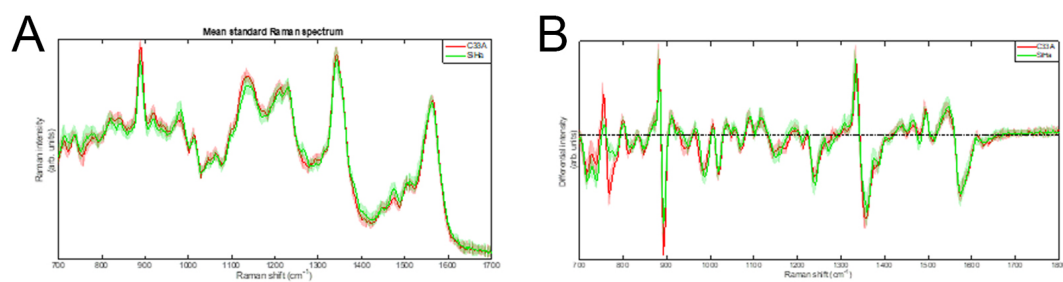 A
Mean standard Raman spectrum
C33A
SiHa
Raman intensity
(arb. units)
700 800 900 1000 1100 1200 1300 1400 1500 1600 1700
Raman shift (cm⁻¹)
B
C33A
SiHa
Differential intensity
(arb. units)
700 800 900 1000 1100 1200 1300 1400 1500 1600 1700 1800
Raman shift (cm⁻¹)